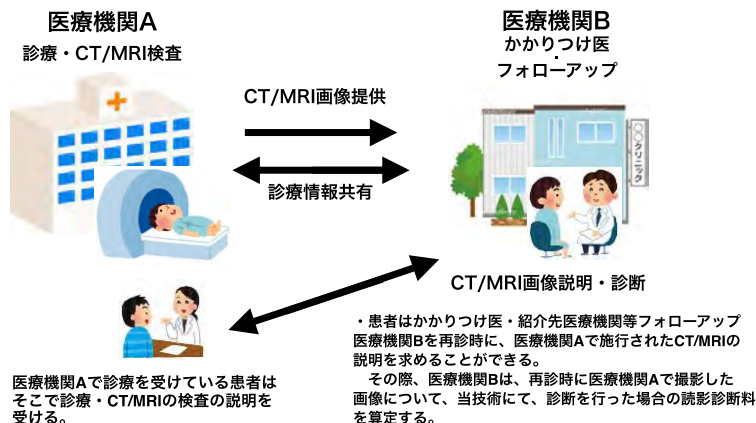 医療機関A
診療・CT/MRI検査
医療機関B
かかりつけ医
・
フォローアップ
CT/MRI画像提供
診療情報共有
〇〇クリニック
CT/MRI画像説明・診断
医療機関Aで診療を受けている患者は
そこで診療・CT/MRIの検査の説明を
受ける。
・患者はかかりつけ医・紹介先医療機関等フォローアップ
医療機関Bを再診時に、医療機関Aで施行されたCT/MRIの
説明を求めることができる。
その際、医療機関Bは、再診時に医療機関Aで撮影した
画像について、当技術にて、診断を行った場合の読影診断料
を算定する。